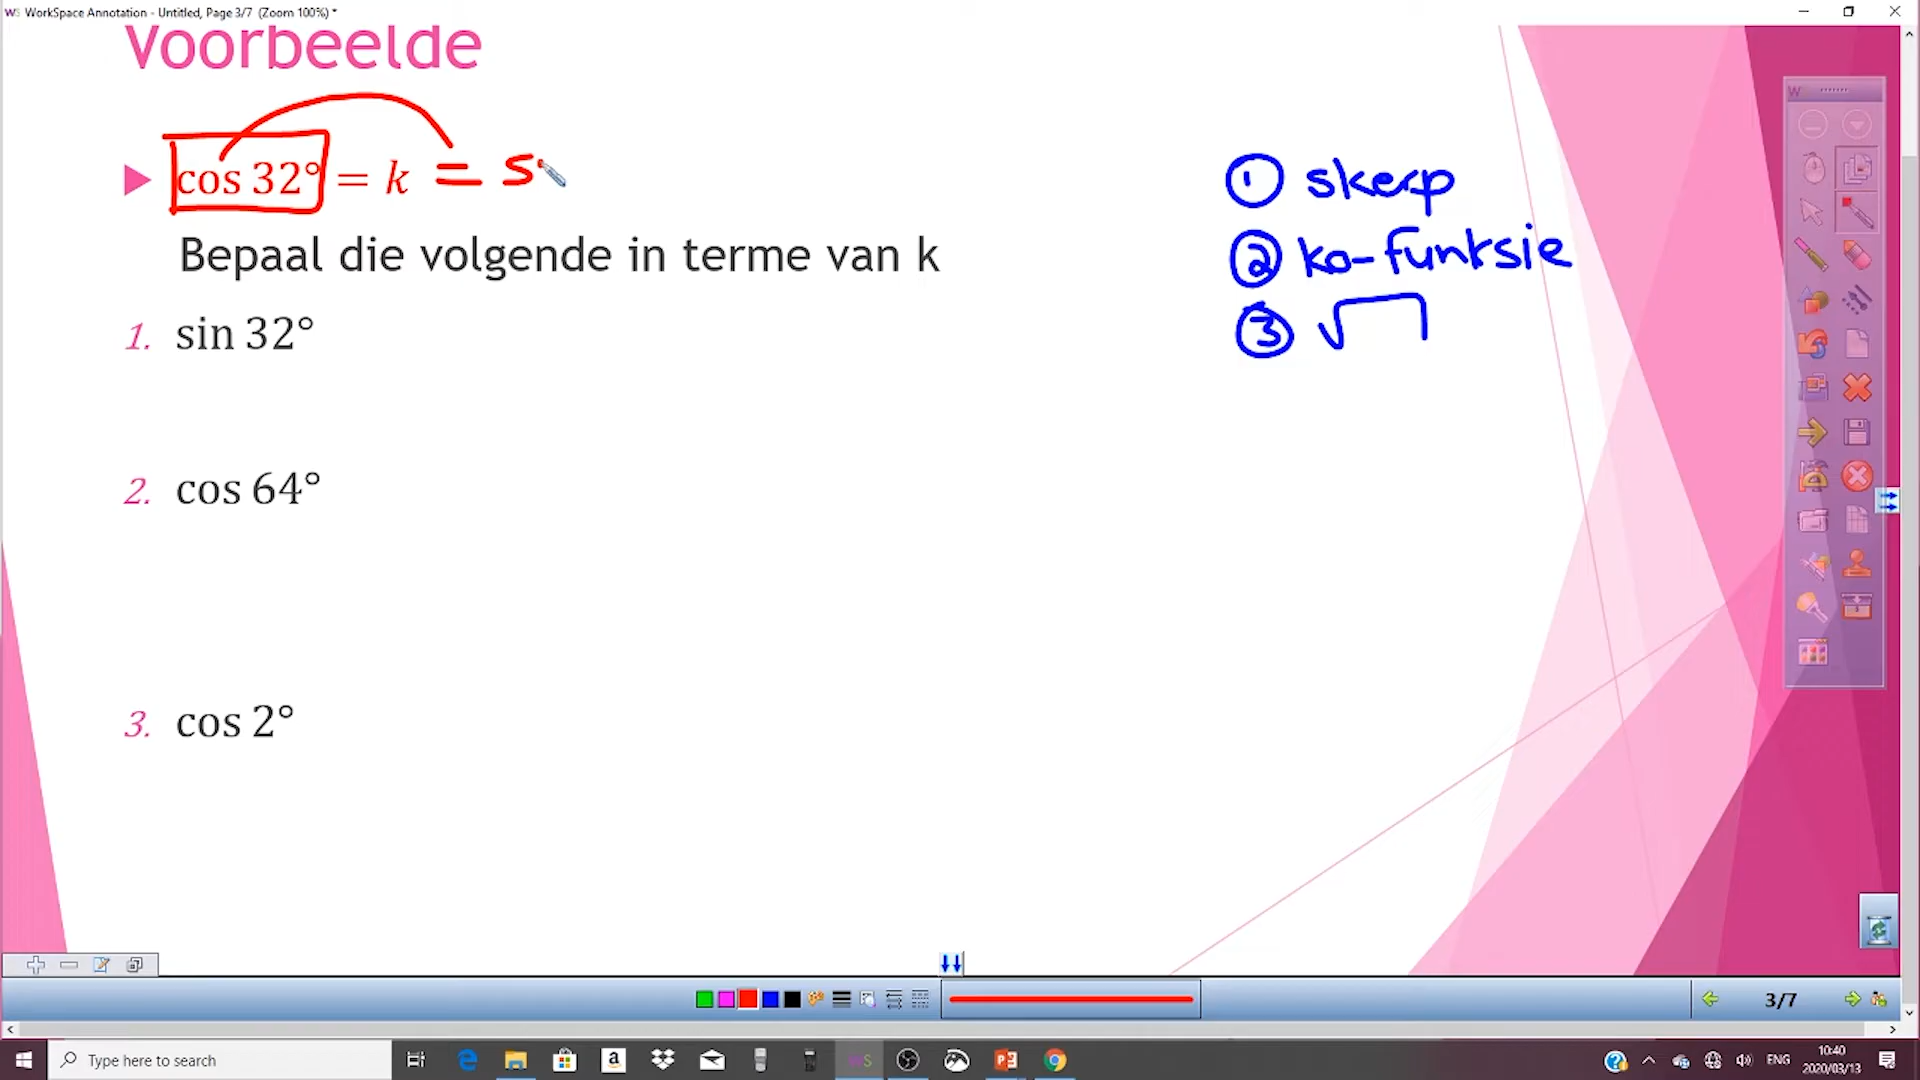 WorkSpace Annotation - Untitled, Page 3/7 (Zoom 100%) *
Voorbeelde
cos 32° = k = s
Bepaal die volgende in terme van k
1. sin 32°
2. cos 64°
3. cos 2°
① skerp
② ko-funksie
③ √
3/7
Type here to search
ENG
10:40
2020/03/13